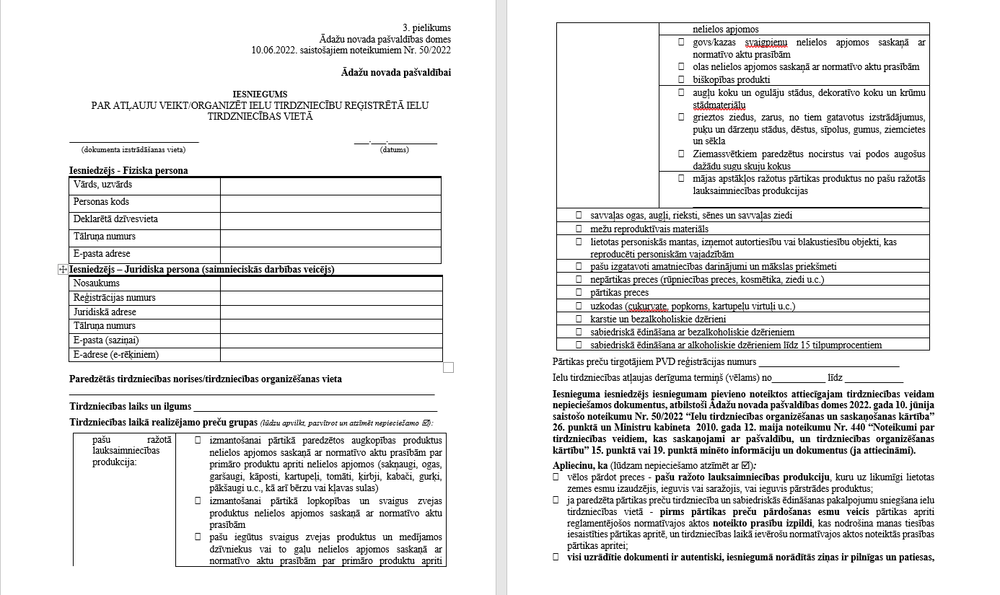 3. pielikums
Ādažu novada pašvaldības domes
10.06.2022. saistošajiem noteikumiem Nr. 50/2022
Ādažu novada pašvaldībai
IESNIEGUMS
PAR ATĻAUJU VEIKT/ORGANIZĒT IELU TIRDZNIECĪBU REĢISTRĒTĀ IELU
TIRDZNIECĪBAS VIETĀ
______________________________ ___.___.__________
(dokumenta izstrādāšanas vieta) (datums)
Iesniedzējs - Fiziska persona
Vārds, uzvārds
Personas kods
Deklarētā dzīvesvieta
Tālruņa numurs
E-pasta adrese
Iesniedzējs – Juridiska persona (saimnieciskās darbības veicējs)
Nosaukums
Reģistrācijas numurs
Juridiskā adrese
Tālruņa numurs
E-pasta (saziņai)
E-adrese (e-rēķiniem)
Paredzētās tirdzniecības norises/tirdzniecības organizēšanas vieta
Tirdzniecības laiks un ilgums
Tirdzniecības laikā realizējamo preču grupas (lūdzu apvilkt, pasvītrot un atzīmēt nepieciešamo ☑):
pašu ražotā
lauksaimniecības
produkcija:
☐ izmantošanai pārtikā paredzētos augkopības produktus
nelielos apjomos saskaņā ar normatīvo aktu prasībām par
primāro produktu apriti nelielos apjomos (sakņaugi, ogas,
garšaugi, kāposti, kartupeļi, tomāti, ķirbji, kabači, gurķi,
pākšaugi u.c., kā arī bērzu vai kļavas sulas)
☐ izmantošanai pārtikā lopkopības un svaigus zvejas
produktus nelielos apjomos saskaņā ar normatīvo aktu
prasībām
☐ pašu iegūtus svaigus zvejas produktus un medījamos
dzīvniekus vai to gaļu nelielos apjomos saskaņā ar
normatīvo aktu prasībām par primāro produktu apriti
nelielos apjomos
☐ govs/kazas svaigpienu nelielos apjomos saskaņā ar
normatīvo aktu prasībām
☐ olas nelielos apjomos saskaņā ar normatīvo aktu prasībām
☐ biškopības produkti
☐ augļu koku un ogulāju stādus, dekoratīvo koku un krūmu
stādmateriālu
☐ grieztos ziedus, zarus, no tiem gatavotus izstrādājumus,
puķu un dārzeņu stādus, dēstus, sīpolus, gumus, ziemcietes
un sēkla
☐ Ziemassvētkiem paredzētus nocirstus vai podos augošus
dažādu sugu skuju kokus
☐ mājas apstākļos ražotus pārtikas produktus no pašu ražotās
lauksaimniecības produkcijas
☐ savvaļas ogas, augļi, rieksti, sēnes un savvaļas ziedi
☐ mežu reproduktīvais materiāls
☐ lietotas personiskās mantas, izņemot autortiesību vai blakustiesību objekti, kas
reproducēti personiskām vajadzībām
☐ pašu izgatavoti amatniecības darinājumi un mākslas priekšmeti
☐ nepārtikas preces (rūpniecības preces, kosmētika, ziedi u.c.)
☐ pārtikas preces
☐ uzkodas (cukurvate, popkorns, kartupeļu virtuļi u.c.)
☐ karstie un bezalkoholiskie dzērieni
☐ sabiedriskā ēdināšana ar bezalkoholiskie dzērieniem
☐ sabiedriskā ēdināšana ar alkoholiskie dzērieniem līdz 15 tilpumprocentiem
Pārtikas preču tirgotājiem PVD reģistrācijas numurs ______________________________
Ielu tirdzniecības atļaujas derīguma termiņš (vēlams) no___________ līdz ____________
Iesnieguma iesniedzējs iesniegumam pievieno noteiktos attiecīgajam tirdzniecības veidam
nepieciešamos dokumentus, atbilstoši Ādažu novada pašvaldības domes 2022. gada 10. jūnija
saistošo noteikumu Nr. 50/2022 “Ielu tirdzniecības organizēšanas un saskaņošanas kārtība”
26. punktā un Ministru kabineta 2010. gada 12. maija noteikumu Nr. 440 “Noteikumi par
tirdzniecības veidiem, kas saskaņojami ar pašvaldību, un tirdzniecības organizēšanas
kārtību” 15. punktā vai 19. punktā minēto informāciju un dokumentus (ja attiecināmi).
Apliecinu, ka (lūdzam nepieciešamo atzīmēt ar ☑):
☐ vēlos pārdot preces - pašu ražoto lauksaimniecības produkciju, kuru uz likumīgi lietotas
zemes esmu izaudzējis, ieguvis vai saražojis, vai ieguvis pārstrādes produktus;
☐ ja paredzēta pārtikas preču tirdzniecība un sabiedriskās ēdināšanas pakalpojumu sniegšana ielu
tirdzniecības vietā - pirms pārtikas preču pārdošanas esmu veicis pārtikas apriti
reglamentējošos normatīvajos aktos noteikto prasību izpildi, kas nodrošina manas tiesības
iesaistīties pārtikas apritē, un tirdzniecības laikā ievērošu normatīvajos aktos noteiktās prasības
pārtikas apritei;
☐ visi uzrādītie dokumenti ir autentiski, iesniegumā norādītās ziņas ir pilnīgas un patiesas,